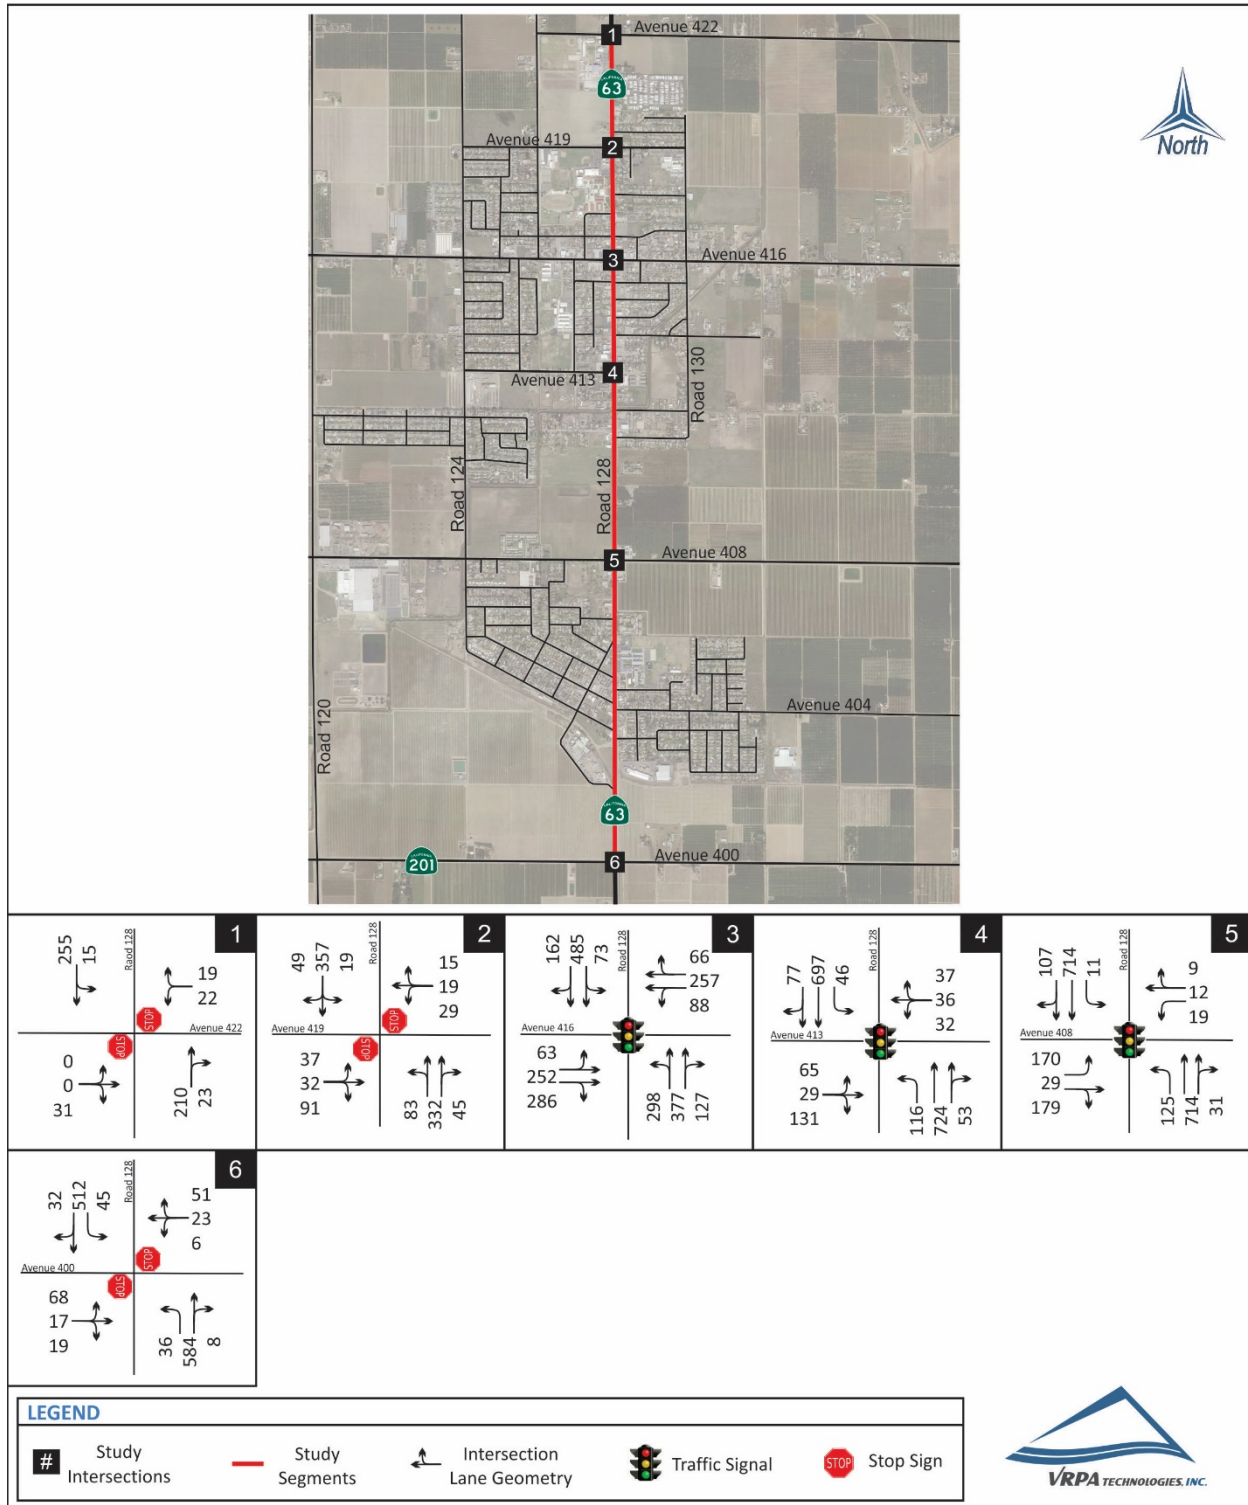 1
Avenue 422
CALIFORNIA
63
North
Avenue 419
2
3
Avenue 416
4
Avenue 413
Road 130
Road 124
Road 128
5
Avenue 408
Road 120
Avenue 404
63
CALIFORNIA
201
6
Avenue 400
1
Raod 128
255
15
19
22
STOP
Avenue 422
STOP
0
0
31
210
23
2
Road 128
49
357
19
15
19
29
STOP
Avenue 419
STOP
37
32
91
83
332
45
3
Road 128
162
485
73
66
257
88
Avenue 416
63
252
286
298
377
127
4
Road 128
77
697
46
37
36
32
Avenue 413
65
29
131
116
724
53
5
Road 128
107
714
11
9
12
19
Avenue 408
170
29
179
125
714
31
6
Road 128
32
512
45
51
23
6
STOP
Avenue 400
STOP
68
17
19
36
584
8
LEGEND
#
Study
Intersections
Study
Segments
Intersection
Lane Geometry
Traffic Signal
STOP
Stop Sign
VRPA TECHNOLOGIES, INC.